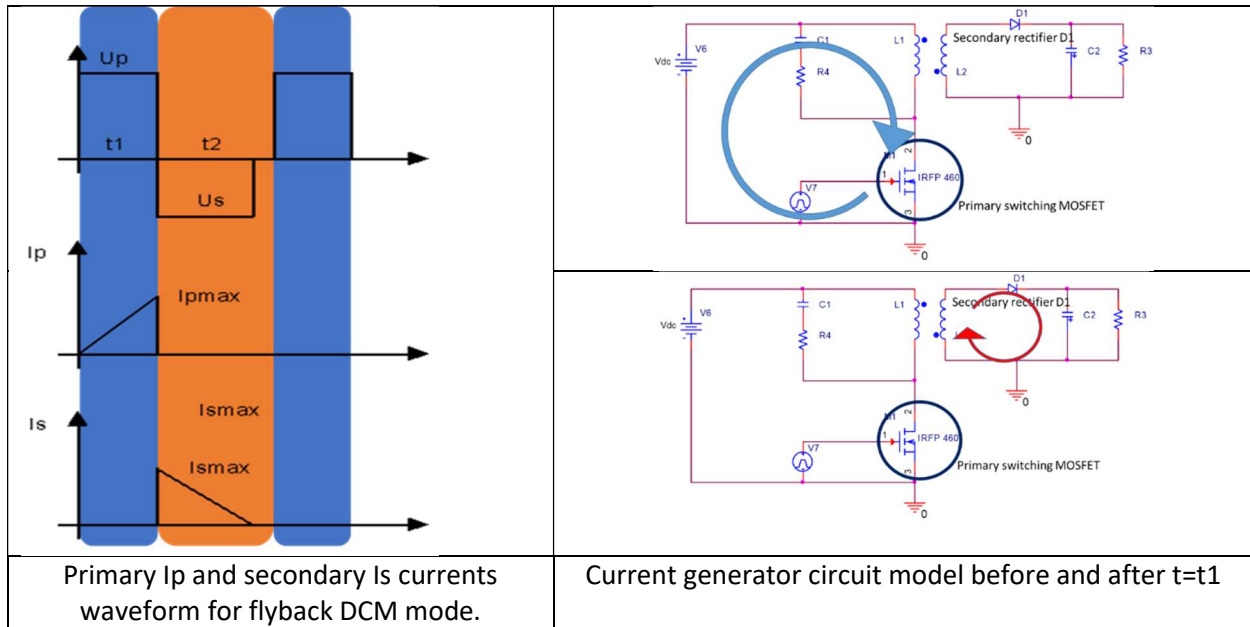 Up
t1 t2
Us
Ip
Ipmax
Ismax
Is
Ismax
D1
Secondary rectifier D1
V6
C1
L1
C2
R3
Vdc
R4
L2
0
M1
2
IRFP 460
1
V7
3
Primary switching MOSFET
0
D1
Secondary rectifier D1
V6
C1
L1
C2
R3
Vdc
R4
0
M1
2
IRFP 460
1
V7
3
Primary switching MOSFET
0
Primary Ip and secondary Is currents
waveform for flyback DCM mode.
Current generator circuit model before and after t=t1